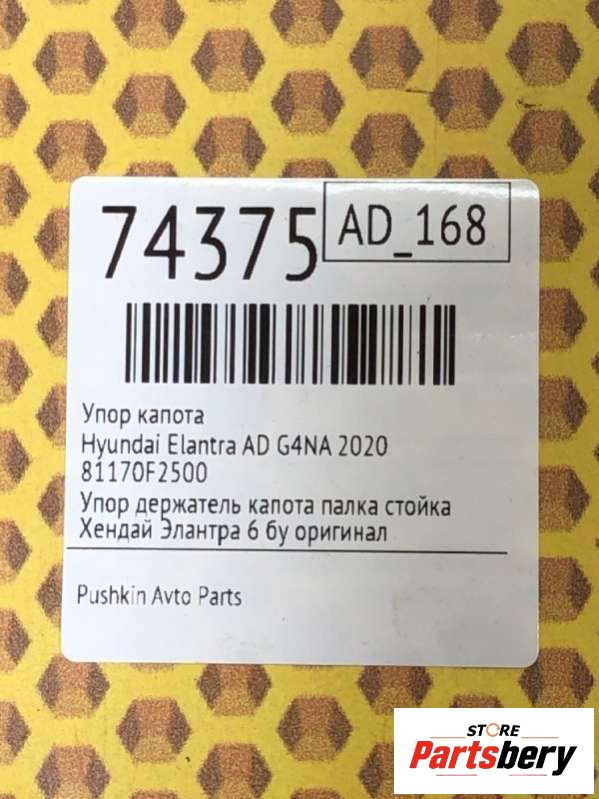 74375
AD_168
Упор капота
Hyundai Elantra AD G4NA 2020
81170F2500
Упор держатель капота палка стойка
Хендай Элантра 6 бу оригинал
Pushkin Avto Parts
STORE
Partsbery